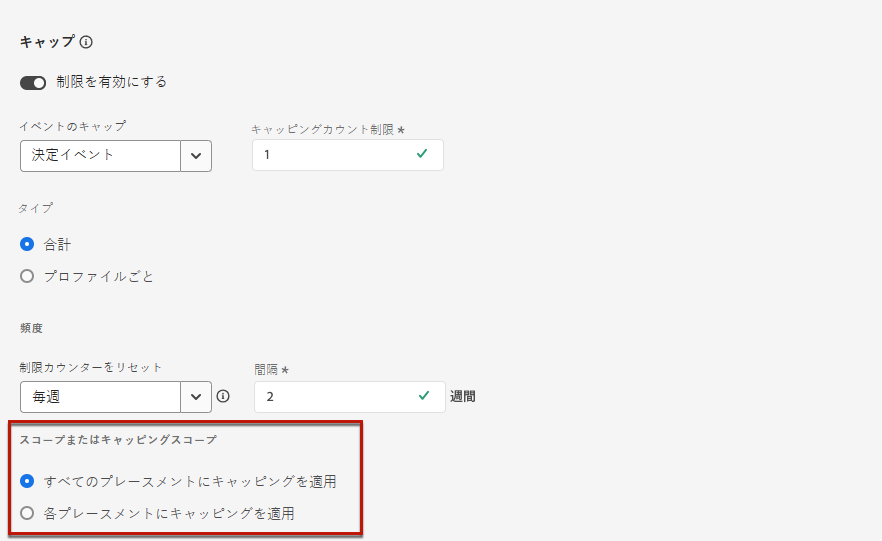 キャップ
制限を有効にする
イベントのキャップ
キャッピングカウント制限 *
決定イベント
1
タイプ
合計
プロファイルごと
頻度
制限カウンターをリセット
間隔 *
毎週
2
週間
スコープまたはキャッピングスコープ
すべてのプレースメントにキャッピングを適用
各プレースメントにキャッピングを適用